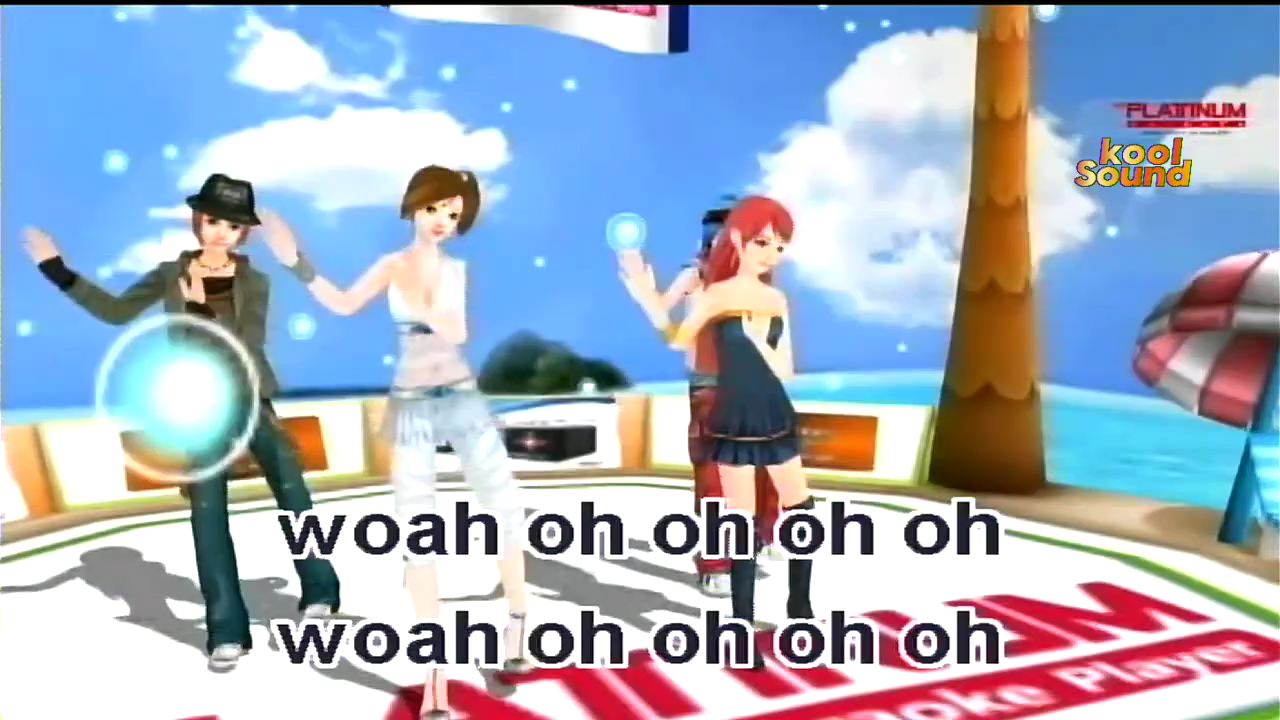 PLATINUM
kool
Sound
woah oh oh oh oh
woah oh oh oh oh
Player